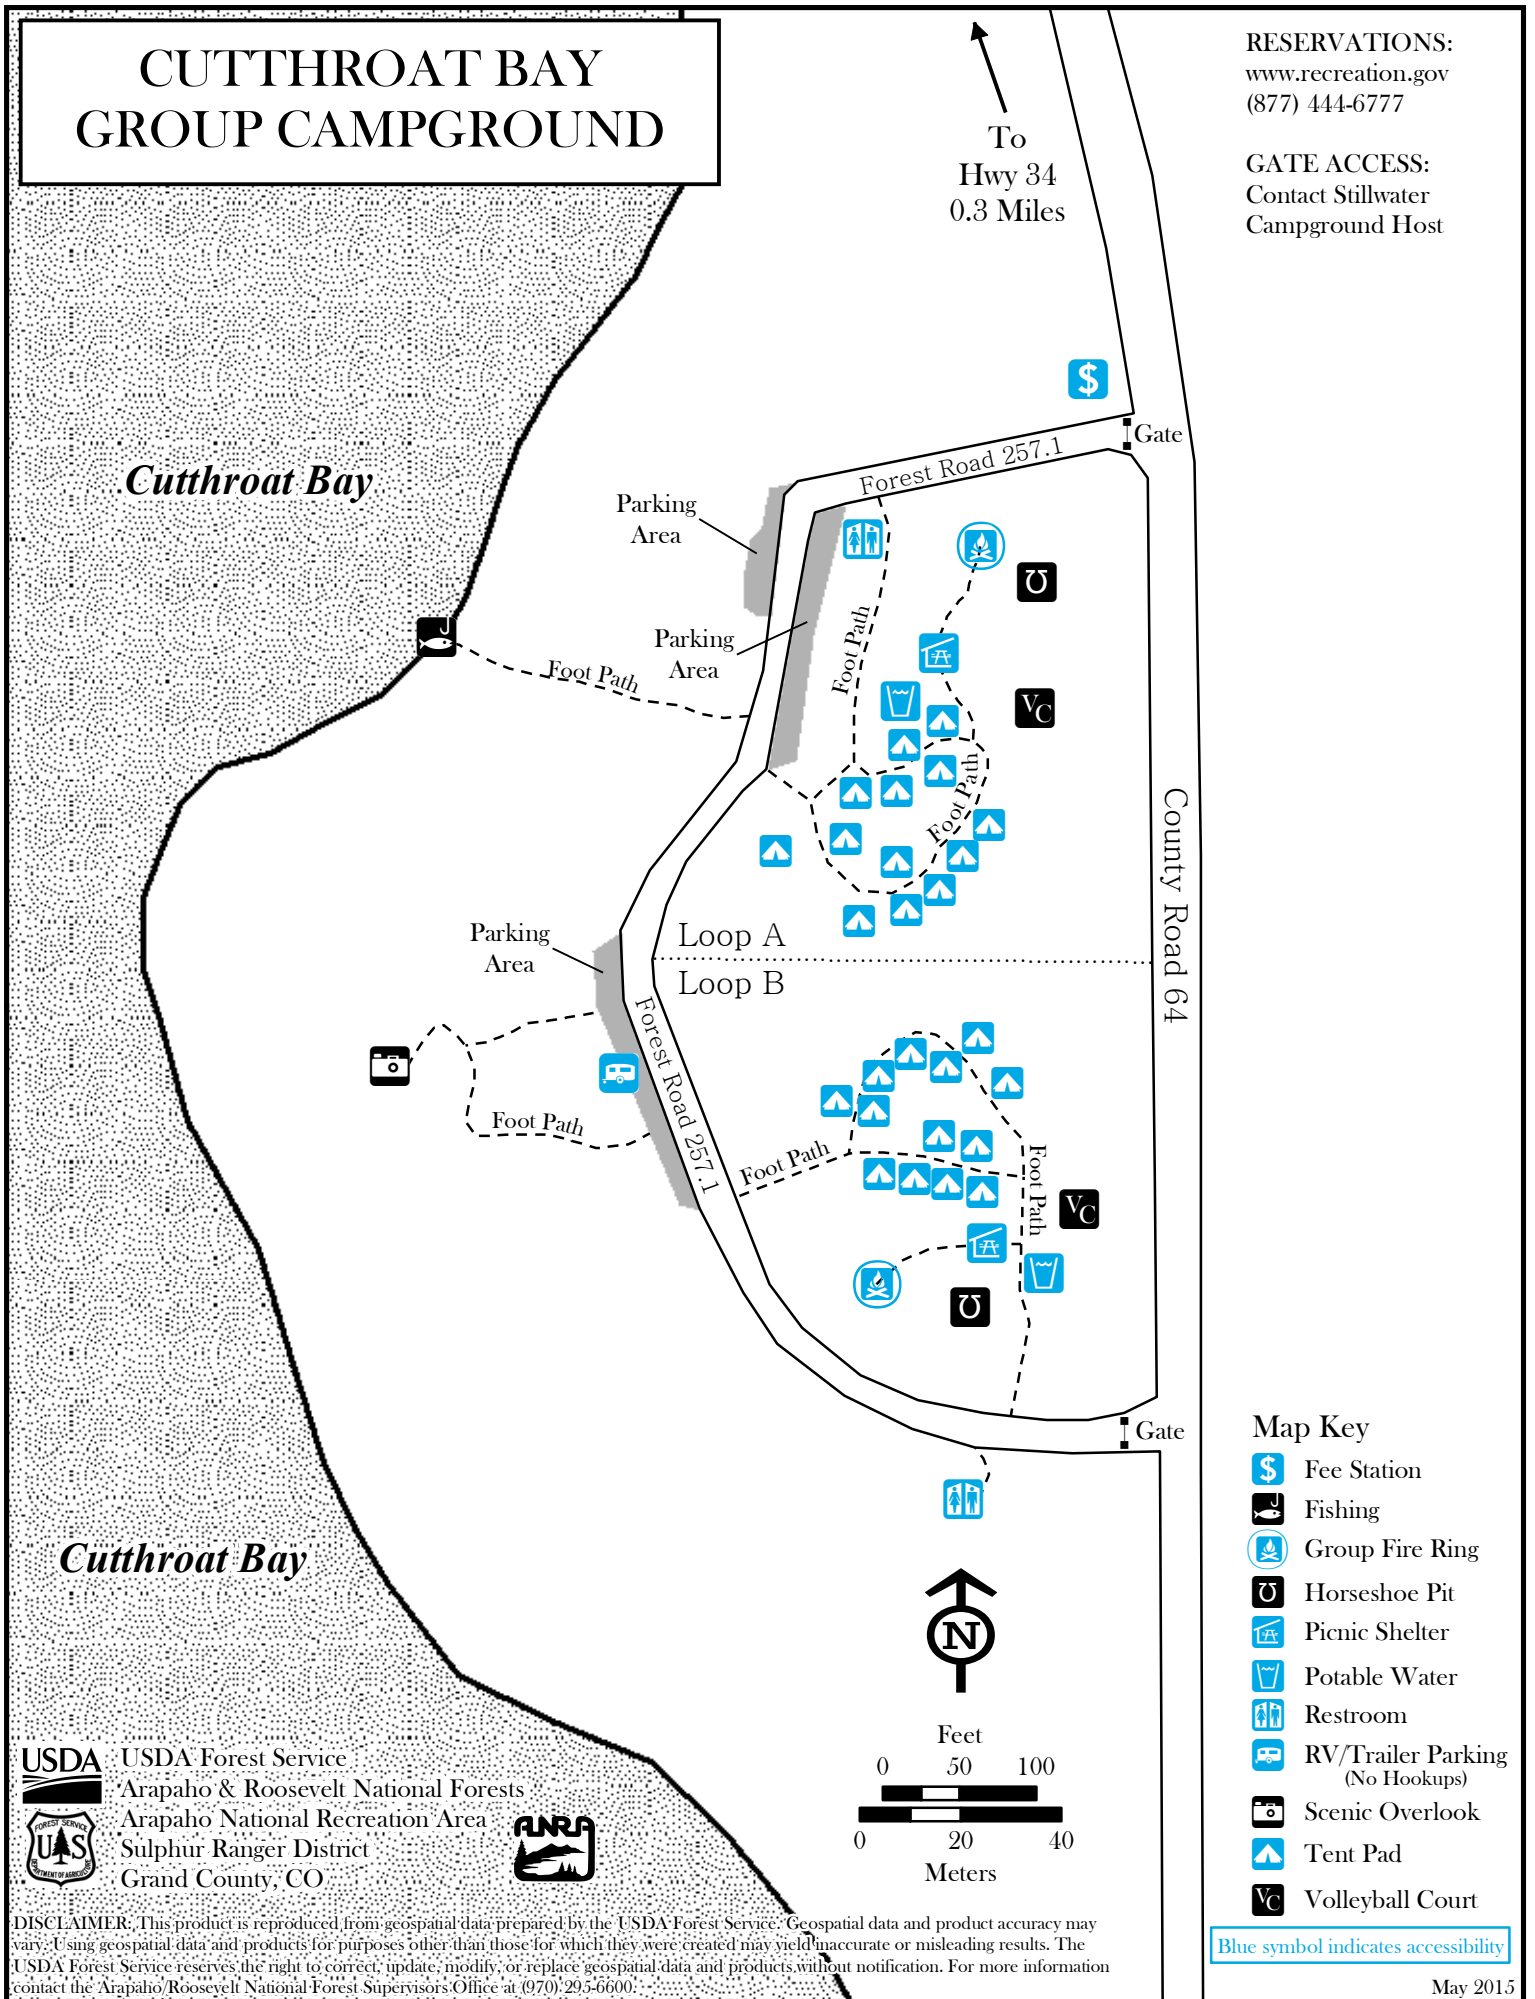 CUTTHROAT BAY
GROUP CAMPGROUND
To
Hwy 34
0.3 Miles
RESERVATIONS:
www.recreation.gov
(877) 444-6777
GATE ACCESS:
Contact Stillwater
Campground Host
$
Gate
Forest Road 257.1
Cutthroat Bay
Parking
Area
Parking
Area
Foot Path
Foot Path
VC
Foot Path
County Road 64
Parking
Area
Loop A
Loop B
Forest Road 257.1
Foot Path
Foot Path
Foot Path
VC
Gate
Cutthroat Bay
N
Feet
0 50 100
0 20 40
Meters
Map Key
$ Fee Station
Fishing
Group Fire Ring
Horseshoe Pit
Picnic Shelter
Potable Water
Restroom
RV/Trailer Parking
(No Hookups)
Scenic Overlook
Tent Pad
VC Volleyball Court
Blue symbol indicates accessibility
May 2015
USDA
FOREST SERVICE
U S
DEPARTMENT OF AGRICULTURE
USDA Forest Service
Arapaho & Roosevelt National Forests
Arapaho National Recreation Area
Sulphur Ranger District
Grand County, CO
ANRA
DISCLAIMER: This product is reproduced from geospatial data prepared by the USDA Forest Service. Geospatial data and product accuracy may
vary. Using geospatial data and products for purposes other than those for which they were created may yield inaccurate or misleading results. The
USDA Forest Service reserves the right to correct, update, modify, or replace geospatial data and products without notification. For more information
contact the Arapaho/Roosevelt National Forest Supervisors Office at (970) 295-6600.